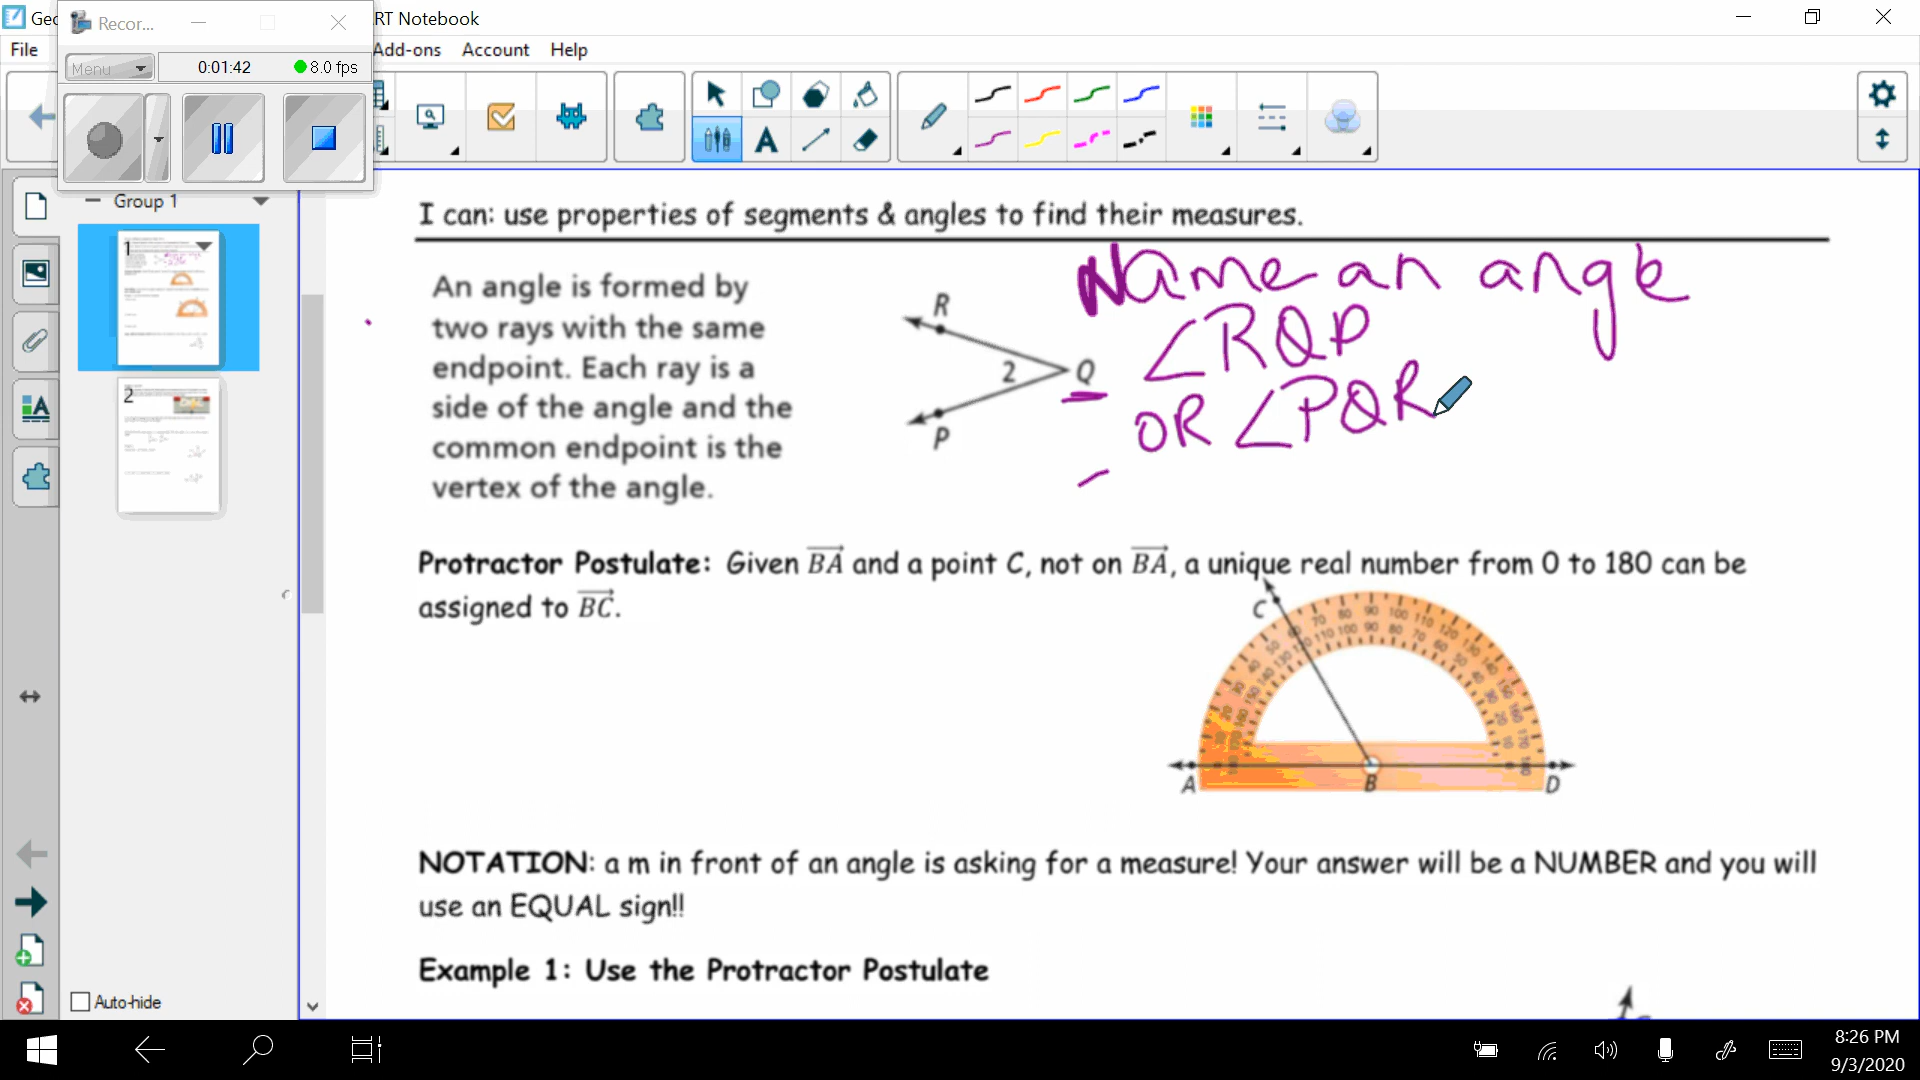 Geo
Recor...
RT Notebook
File
Add-ons Account Help
Menu
0:01:42
8.0 fps
Group 1
1
2
Auto-hide
I can: use properties of segments & angles to find their measures.
An angle is formed by
two rays with the same
endpoint. Each ray is a
side of the angle and the
common endpoint is the
vertex of the angle.
R
2
Q
P
Name an angle
∠RQP
OR ∠PQR
Protractor Postulate: Given BA and a point C, not on BA, a unique real number from 0 to 180 can be
assigned to BC.
C
A
B
D
NOTATION: a m in front of an angle is asking for a measure! Your answer will be a NUMBER and you will
use an EQUAL sign!!
Example 1: Use the Protractor Postulate
8:26 PM
9/3/2020